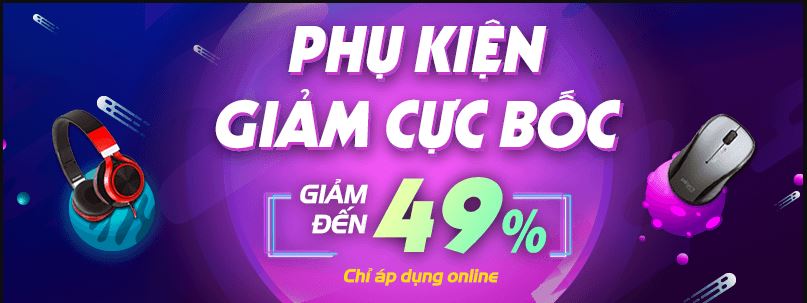 PHỤ KIỆN
GIẢM CỰC BỐC
GIẢM
ĐẾN
49%
Chỉ áp dụng online